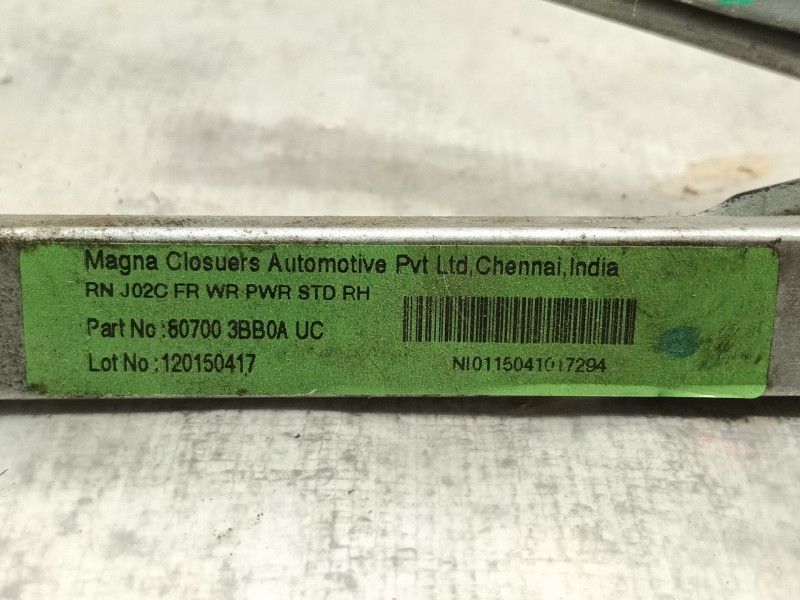 Magna Closuers Automotive Pvt Ltd,Chennai,India
RN J02C FR WR PWR STD RH
Part No :80700 3BB0A UC
Lot No :120150417
NI0115041017294